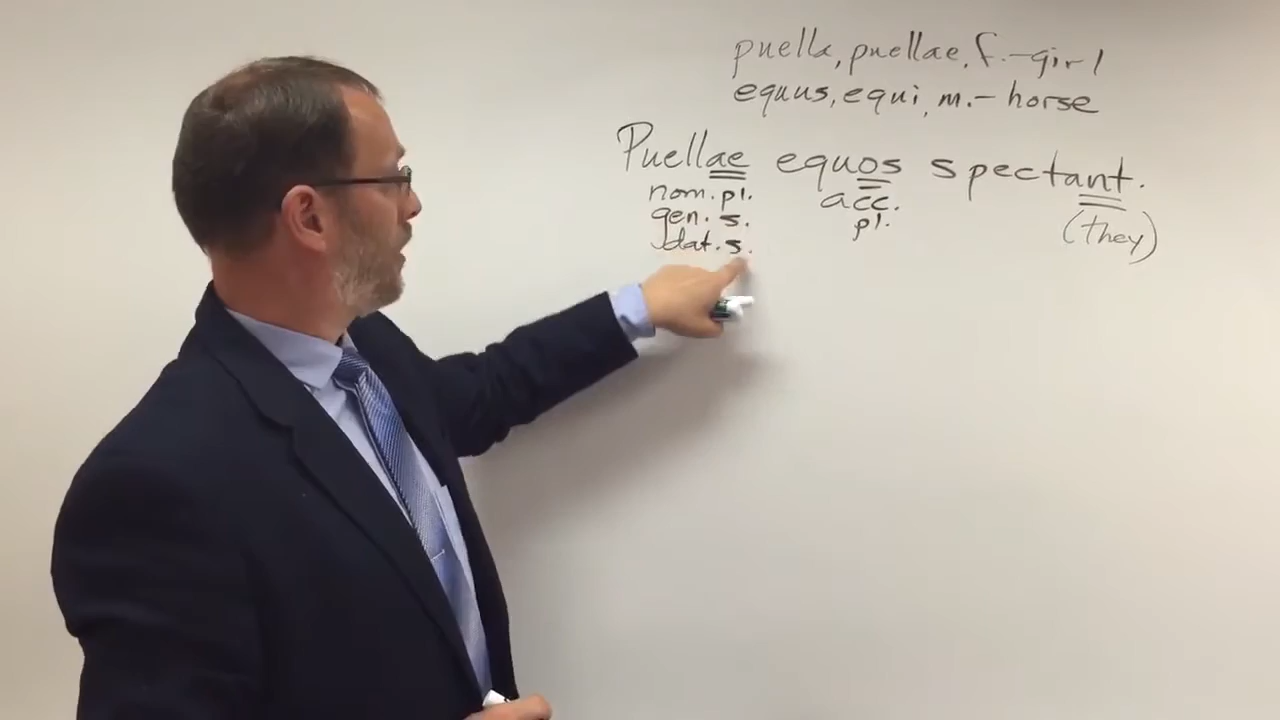 puella, puellae, f. - girl
equus, equi, m. - horse
Puellae equos spectant.
nom. pl. acc. (they)
gen. s. pl.
dat. s.